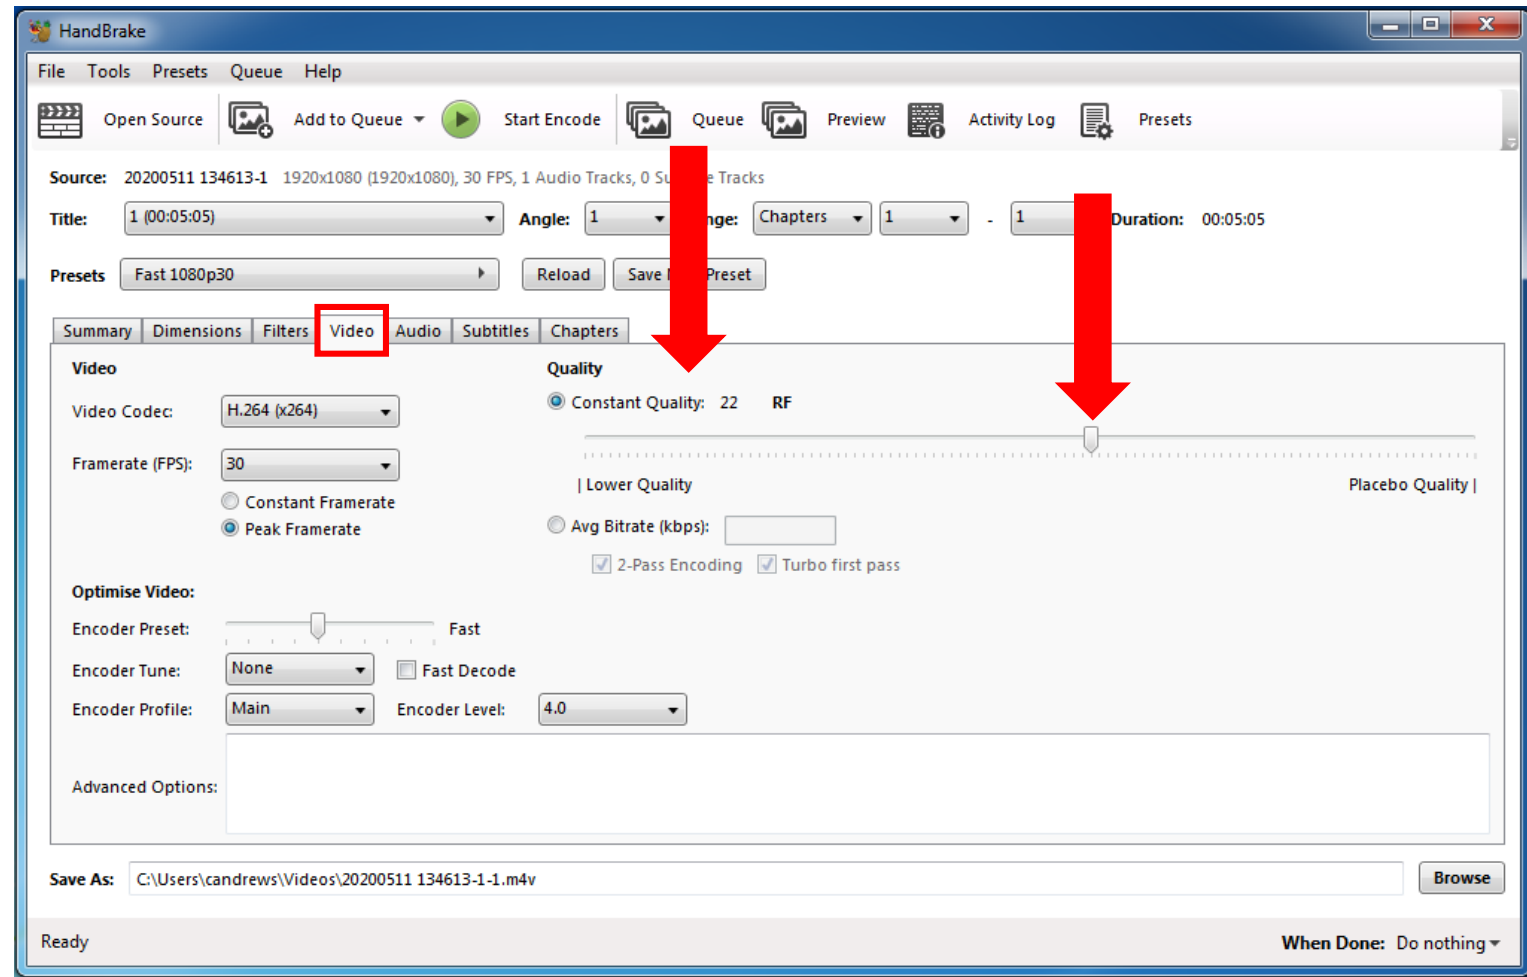 HandBrake
File Tools Presets Queue Help
Open Source Add to Queue Start Encode Queue Preview Activity Log Presets
Source: 20200511 134613-1 1920x1080 (1920x1080), 30 FPS, 1 Audio Tracks, 0 Tracks
Title: 1 (00:05:05) Angle: 1 Chapters 1 - 1 Duration: 00:05:05
Presets Fast 1080p30 Reload Save Preset
Summary Dimensions Filters Video Audio Subtitles Chapters
Video Quality
Video Codec: H.264 (x264) Constant Quality: 22 RF
Framerate (FPS): 30
| Lower Quality Placebo Quality |
Constant Framerate
Peak Framerate Avg Bitrate (kbps):
2-Pass Encoding Turbo first pass
Optimise Video:
Encoder Preset: Fast
Encoder Tune: None Fast Decode
Encoder Profile: Main Encoder Level: 4.0
Advanced Options:
Save As: C:\Users\candrews\Videos\20200511 134613-1-1.m4v Browse
Ready When Done: Do nothing